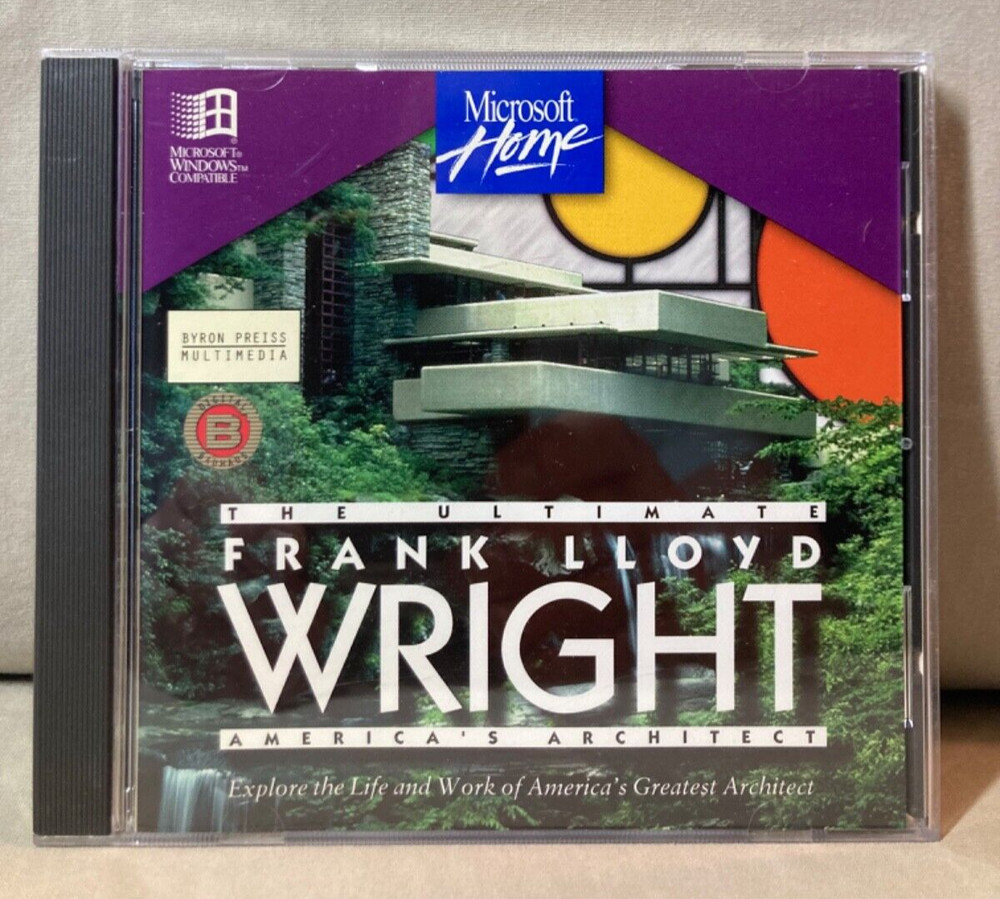 Microsoft
Home
MICROSOFT®
WINDOWS™
COMPATIBLE
BYRON PREISS
MULTIMEDIA
B
THE ULTIMATE
FRANK LLOYD
WRIGHT
AMERICA'S ARCHITECT
Explore the Life and Work of America's Greatest Architect